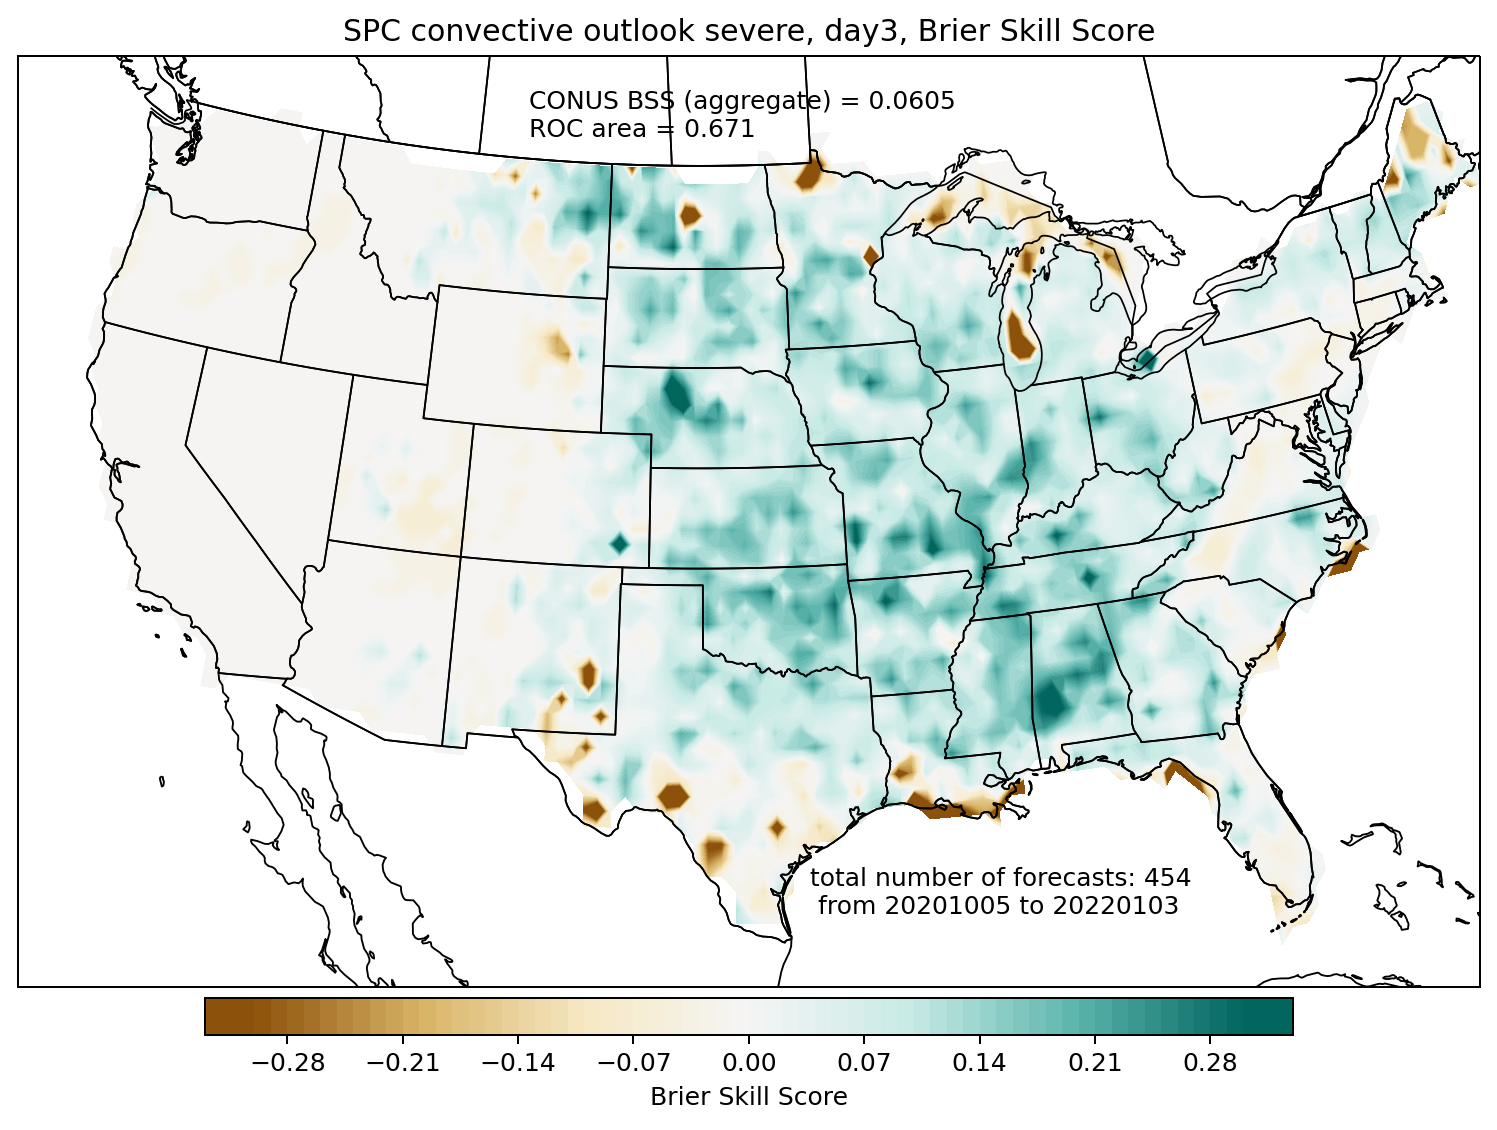 SPC convective outlook severe, day3, Brier Skill Score
CONUS BSS (aggregate) = 0.0605
ROC area = 0.671
total number of forecasts: 454
from 20201005 to 20220103
−0.28 −0.21 −0.14 −0.07 0.00 0.07 0.14 0.21 0.28
Brier Skill Score